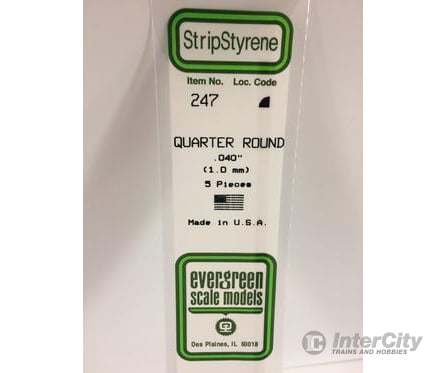 StripStyrene
Item No. Loc. Code
247
QUARTER ROUND
.040"
(1.0 mm)
5 Pieces
Made in U.S.A.
evergreen
scale models
Des Plaines, IL 60018
IC InterCity
TRAINS AND HOBBIES